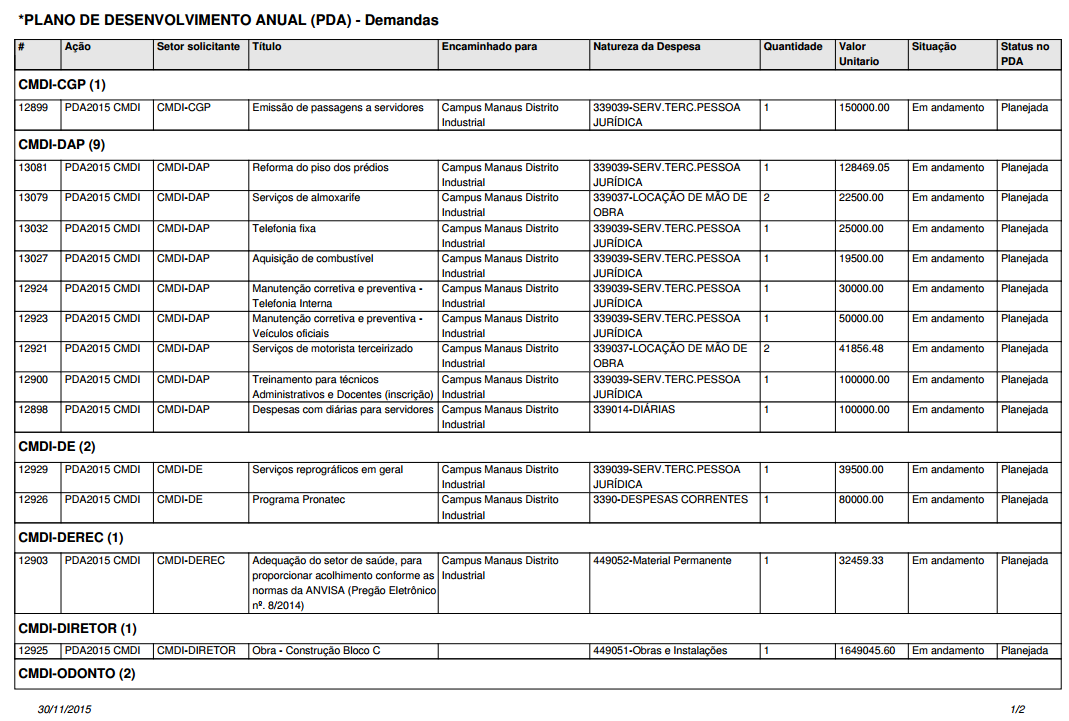 *PLANO DE DESENVOLVIMENTO ANUAL (PDA) - Demandas
# Ação Setor solicitante Título Encaminhado para Natureza da Despesa Quantidade Valor Unitario Situação Status no PDA
CMDI-CGP (1)
12899 PDA2015 CMDI CMDI-CGP Emissão de passagens a servidores Campus Manaus Distrito Industrial 339039-SERV.TERC.PESSOA JURÍDICA 1 150000.00 Em andamento Planejada
CMDI-DAP (9)
13081 PDA2015 CMDI CMDI-DAP Reforma do piso dos prédios Campus Manaus Distrito Industrial 339039-SERV.TERC.PESSOA JURÍDICA 1 128469.05 Em andamento Planejada
13079 PDA2015 CMDI CMDI-DAP Serviços de almoxarife Campus Manaus Distrito Industrial 339037-LOCAÇÃO DE MÃO DE OBRA 2 22500.00 Em andamento Planejada
13032 PDA2015 CMDI CMDI-DAP Telefonia fixa Campus Manaus Distrito Industrial 339039-SERV.TERC.PESSOA JURÍDICA 1 25000.00 Em andamento Planejada
13027 PDA2015 CMDI CMDI-DAP Aquisição de combustível Campus Manaus Distrito Industrial 339039-SERV.TERC.PESSOA JURÍDICA 1 19500.00 Em andamento Planejada
12924 PDA2015 CMDI CMDI-DAP Manutenção corretiva e preventiva - Telefonia Interna Campus Manaus Distrito Industrial 339039-SERV.TERC.PESSOA JURÍDICA 1 30000.00 Em andamento Planejada
12923 PDA2015 CMDI CMDI-DAP Manutenção corretiva e preventiva - Veículos oficiais Campus Manaus Distrito Industrial 339039-SERV.TERC.PESSOA JURÍDICA 1 50000.00 Em andamento Planejada
12921 PDA2015 CMDI CMDI-DAP Serviços de motorista terceirizado Campus Manaus Distrito Industrial 339037-LOCAÇÃO DE MÃO DE OBRA 2 41856.48 Em andamento Planejada
12900 PDA2015 CMDI CMDI-DAP Treinamento para técnicos Administrativos e Docentes (inscrição) Campus Manaus Distrito Industrial 339039-SERV.TERC.PESSOA JURÍDICA 1 100000.00 Em andamento Planejada
12898 PDA2015 CMDI CMDI-DAP Despesas com diárias para servidores Campus Manaus Distrito Industrial 339014-DIÁRIAS 1 100000.00 Em andamento Planejada
CMDI-DE (2)
12929 PDA2015 CMDI CMDI-DE Serviços reprográficos em geral Campus Manaus Distrito Industrial 339039-SERV.TERC.PESSOA JURÍDICA 1 39500.00 Em andamento Planejada
12926 PDA2015 CMDI CMDI-DE Programa Pronatec Campus Manaus Distrito Industrial 3390-DESPESAS CORRENTES 1 80000.00 Em andamento Planejada
CMDI-DEREC (1)
12903 PDA2015 CMDI CMDI-DEREC Adequação do setor de saúde, para proporcionar acolhimento conforme as normas da ANVISA (Pregão Eletrônico nº. 8/2014) Campus Manaus Distrito Industrial 449052-Material Permanente 1 32459.33 Em andamento Planejada
CMDI-DIRETOR (1)
12925 PDA2015 CMDI CMDI-DIRETOR Obra - Construção Bloco C 449051-Obras e Instalações 1 1649045.60 Em andamento Planejada
CMDI-ODONTO (2)
30/11/2015 1/2